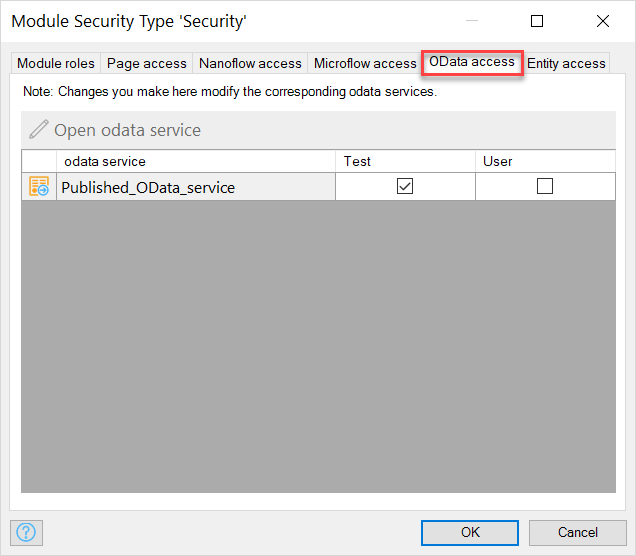 Module Security Type 'Security'
Module roles Page access Nanoflow access Microflow access OData access Entity access
Note: Changes you make here modify the corresponding odata services.
Open odata service
odata service Test User
Published_OData_service
? OK Cancel